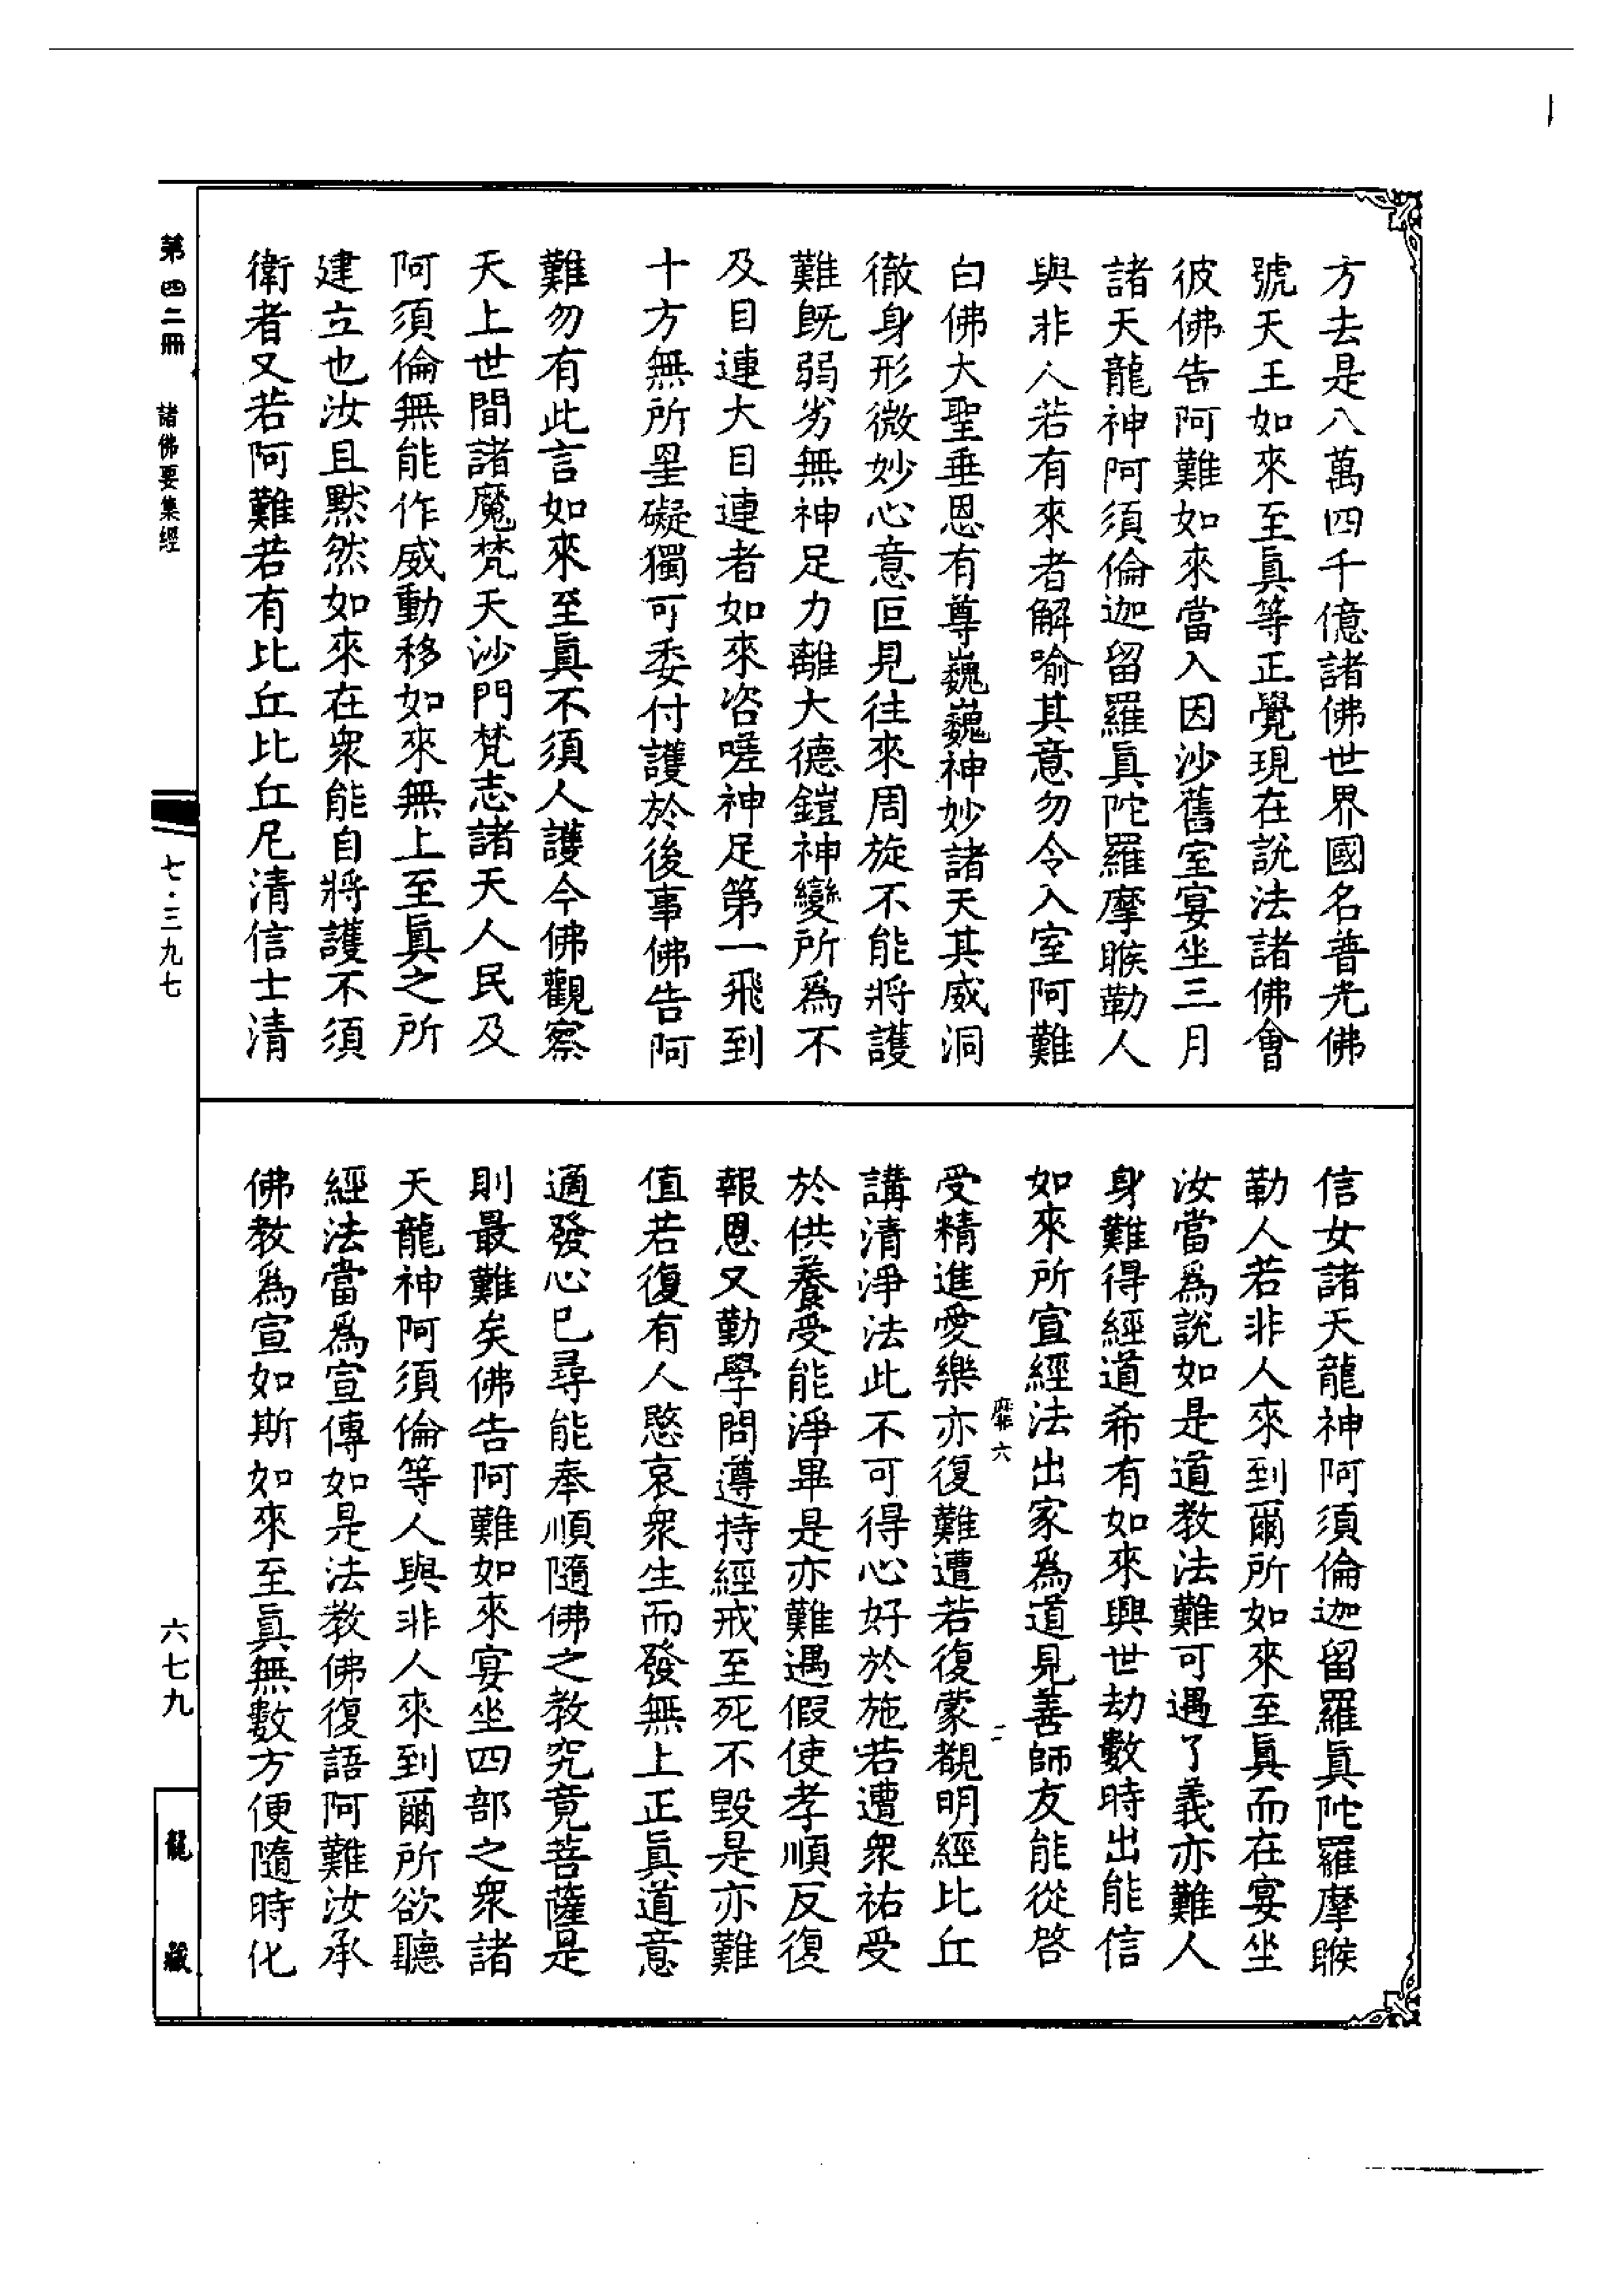 方去是八萬四千億諸佛世界國名普光佛
號天王如來至眞等正覺現在說法諸佛會
彼佛告阿難如來當入因沙舊室宴坐三月
諸天龍神阿須倫迦留羅眞陀羅摩睺勒人
與非人若有來者解喻其意勿令入室阿難
白佛大聖垂恩有尊巍巍神妙諸天其威洞
徹身形微妙心意叵見往來周旋不能將護
難旣弱劣無神足力離大德鎧神變所爲不
及目連大目連者如來咨嗟神足第一飛到
十方無所罣礙獨可委付護於後事佛告阿
難勿有此言如來至眞不須人護今佛觀察
天上世間諸魔梵天沙門梵志諸天人民及
阿須倫無能作威動移如來無上至眞之所
建立也汝且默然如來在衆能自將護不須
衛者又若阿難若有比丘比丘尼清信士清
信女諸天龍神阿須倫迦留羅眞陀羅摩睺
勒人若非人來到爾所如來至眞而在宴坐
汝當爲說如是道教法難可遇了義亦難人
身難得經道希有如來興世劫數時出能信
如來所宣經法出家爲道見善師友能從啓
受精進愛樂亦復難遭若復蒙覩明經比丘
講清淨法此不可得心好於施若遭衆祐受
於供養受能淨畢是亦難遇假使孝順反復
報恩又勤學問遵持經戒至死不毀是亦難
值若復有人愍哀衆生而發無上正眞道意
適發心已尋能奉順隨佛之教究竟菩薩是
則最難矣佛告阿難如來宴坐四部之衆諸
天龍神阿須倫等人與非人來到爾所欲聽
經法當爲宣傳如是法教佛復語阿難汝承
佛教爲宣如斯如來至眞無數方便隨時化
靡六
二
第四二冊　諸佛要集經
七·三九七
六七九
龍藏